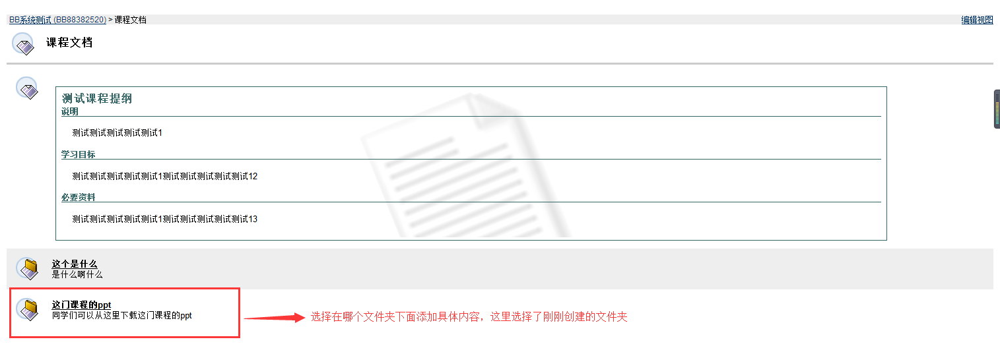 BB系统测试 (BB88382520) > 课程文档
编辑视图
课程文档
测试课程提纲
说明
测试测试测试测试测试1
学习目标
测试测试测试测试测试1测试测试测试测试测试12
必要资料
测试测试测试测试测试1测试测试测试测试测试13
这个是什么
是什么啊什么
这门课程的ppt
同学们可以从这里下载这门课程的ppt
选择在哪个文件夹下面添加具体内容，这里选择了刚刚创建的文件夹